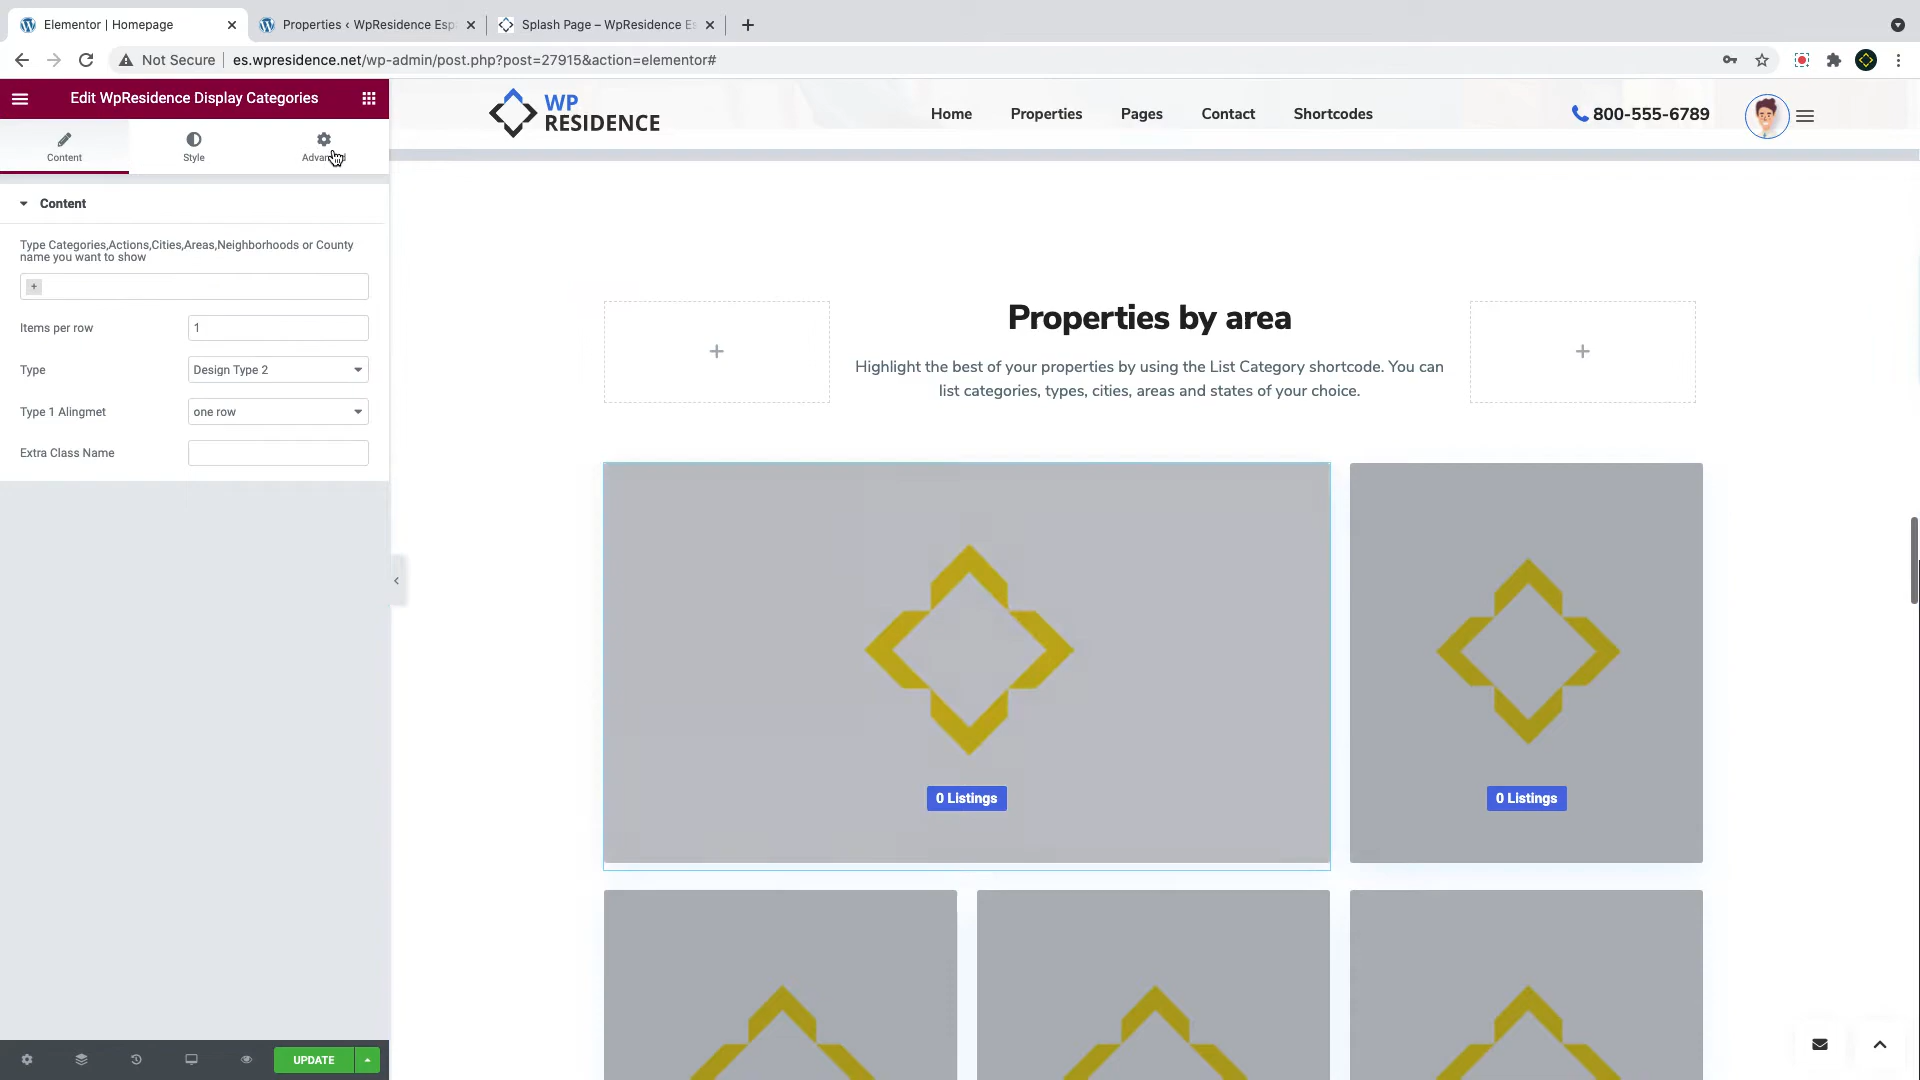 Elementor | Homepage
Properties ‹ WpResidence Esp
Splash Page – WpResidence Es
Not Secure
es.wpresidence.net/wp-admin/post.php?post=27915&action=elementor#
Edit WpResidence Display Categories
Content
Style
Content
Type Categories,Actions,Cities,Areas,Neighborhoods or County
name you want to show
+
Items per row
1
Type
Design Type 2
Type 1 Alingmet
one row
Extra Class Name
UPDATE
WP
RESIDENCE
Home
Properties
Pages
Contact
Shortcodes
800-555-6789
Properties by area
Highlight the best of your properties by using the List Category shortcode. You can
list categories, types, cities, areas and states of your choice.
0 Listings
0 Listings